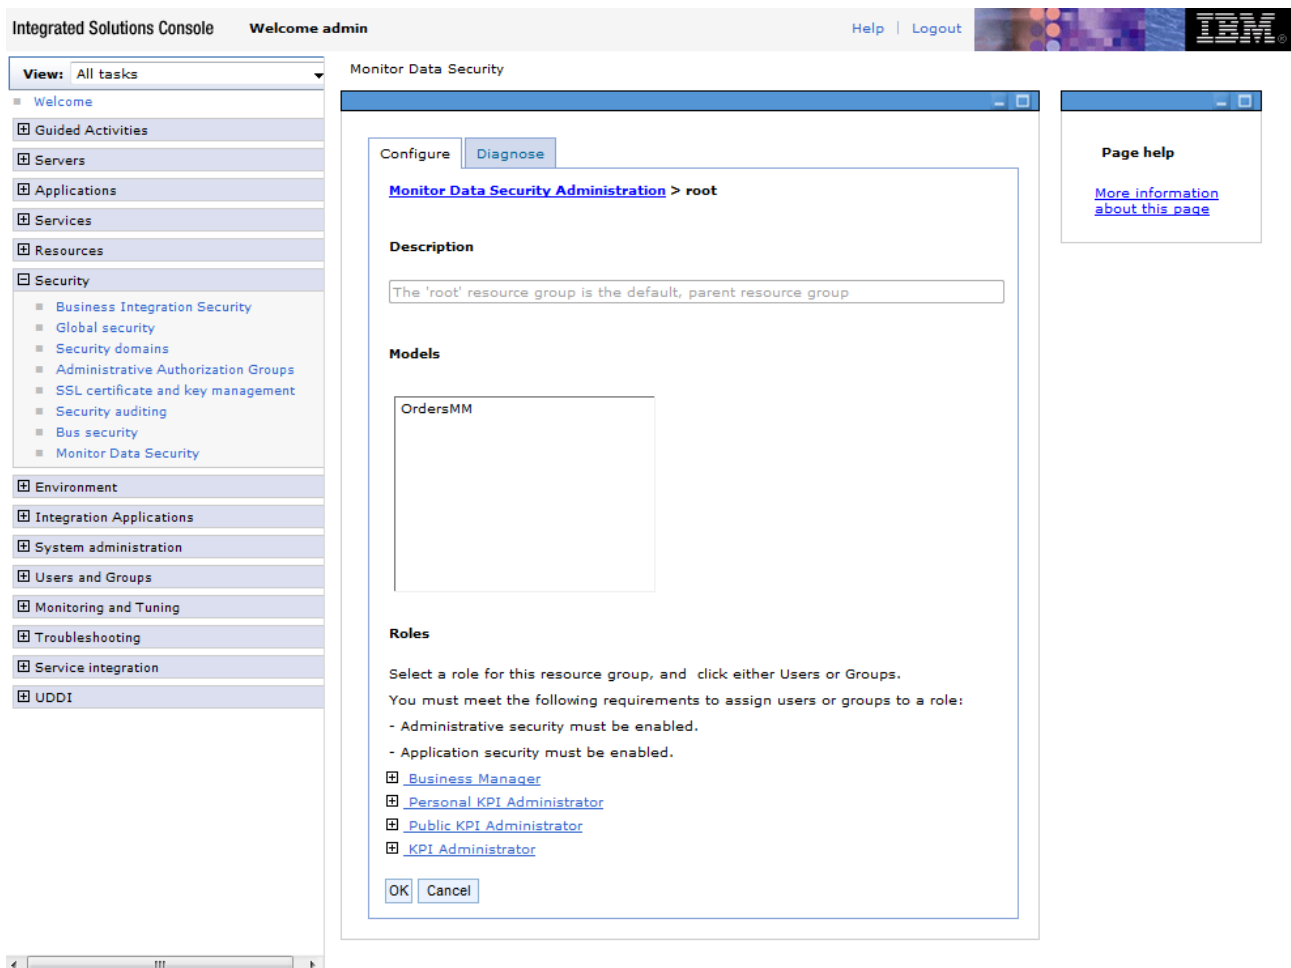 Integrated Solutions Console Welcome admin Help | Logout IBM®
View: All tasks
Welcome
Guided Activities
Servers
Applications
Services
Resources
Security
Business Integration Security
Global security
Security domains
Administrative Authorization Groups
SSL certificate and key management
Security auditing
Bus security
Monitor Data Security
Environment
Integration Applications
System administration
Users and Groups
Monitoring and Tuning
Troubleshooting
Service integration
UDDI
Monitor Data Security
Configure Diagnose
Monitor Data Security Administration > root
Description
The 'root' resource group is the default, parent resource group
Models
OrdersMM
Roles
Select a role for this resource group, and click either Users or Groups.
You must meet the following requirements to assign users or groups to a role:
- Administrative security must be enabled.
- Application security must be enabled.
Business Manager
Personal KPI Administrator
Public KPI Administrator
KPI Administrator
OK Cancel
Page help
More information
about this page